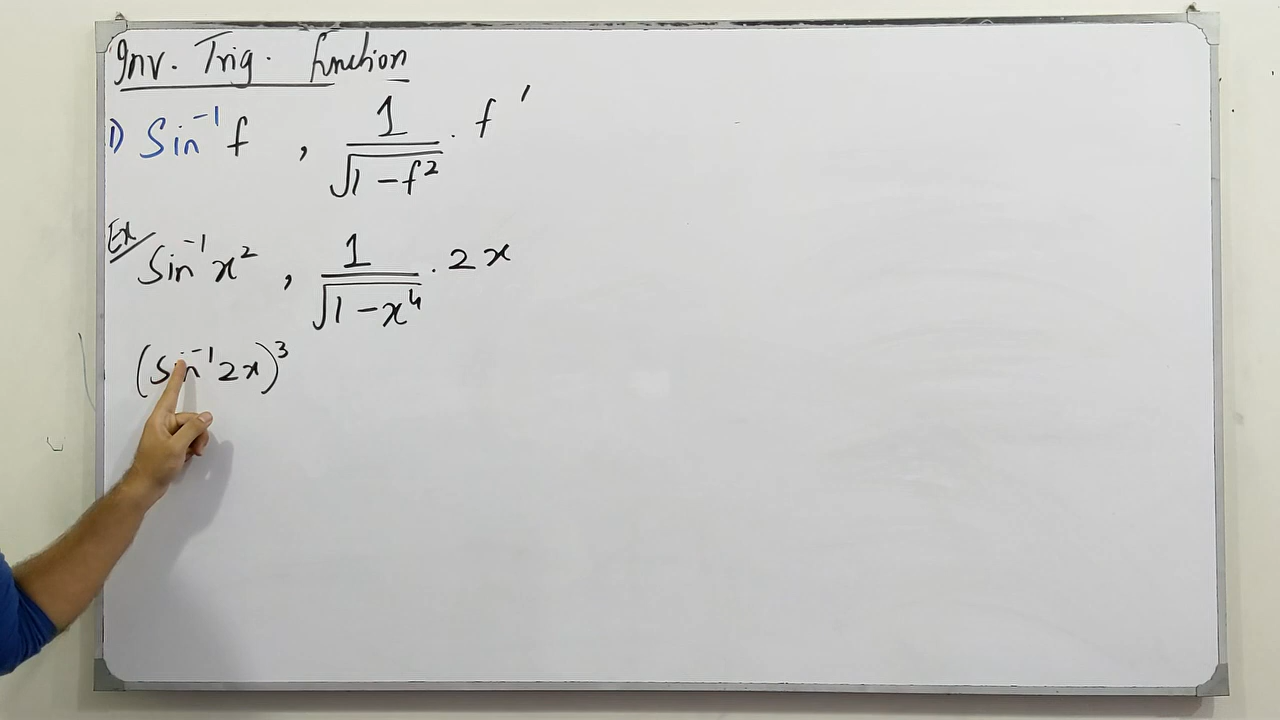 Inv. Trig. function
1) Sin⁻¹ f , 1/√(1-f²) · f'
Ex Sin⁻¹ x² , 1/√(1-x⁴) · 2x
(Sin⁻¹ 2x)³